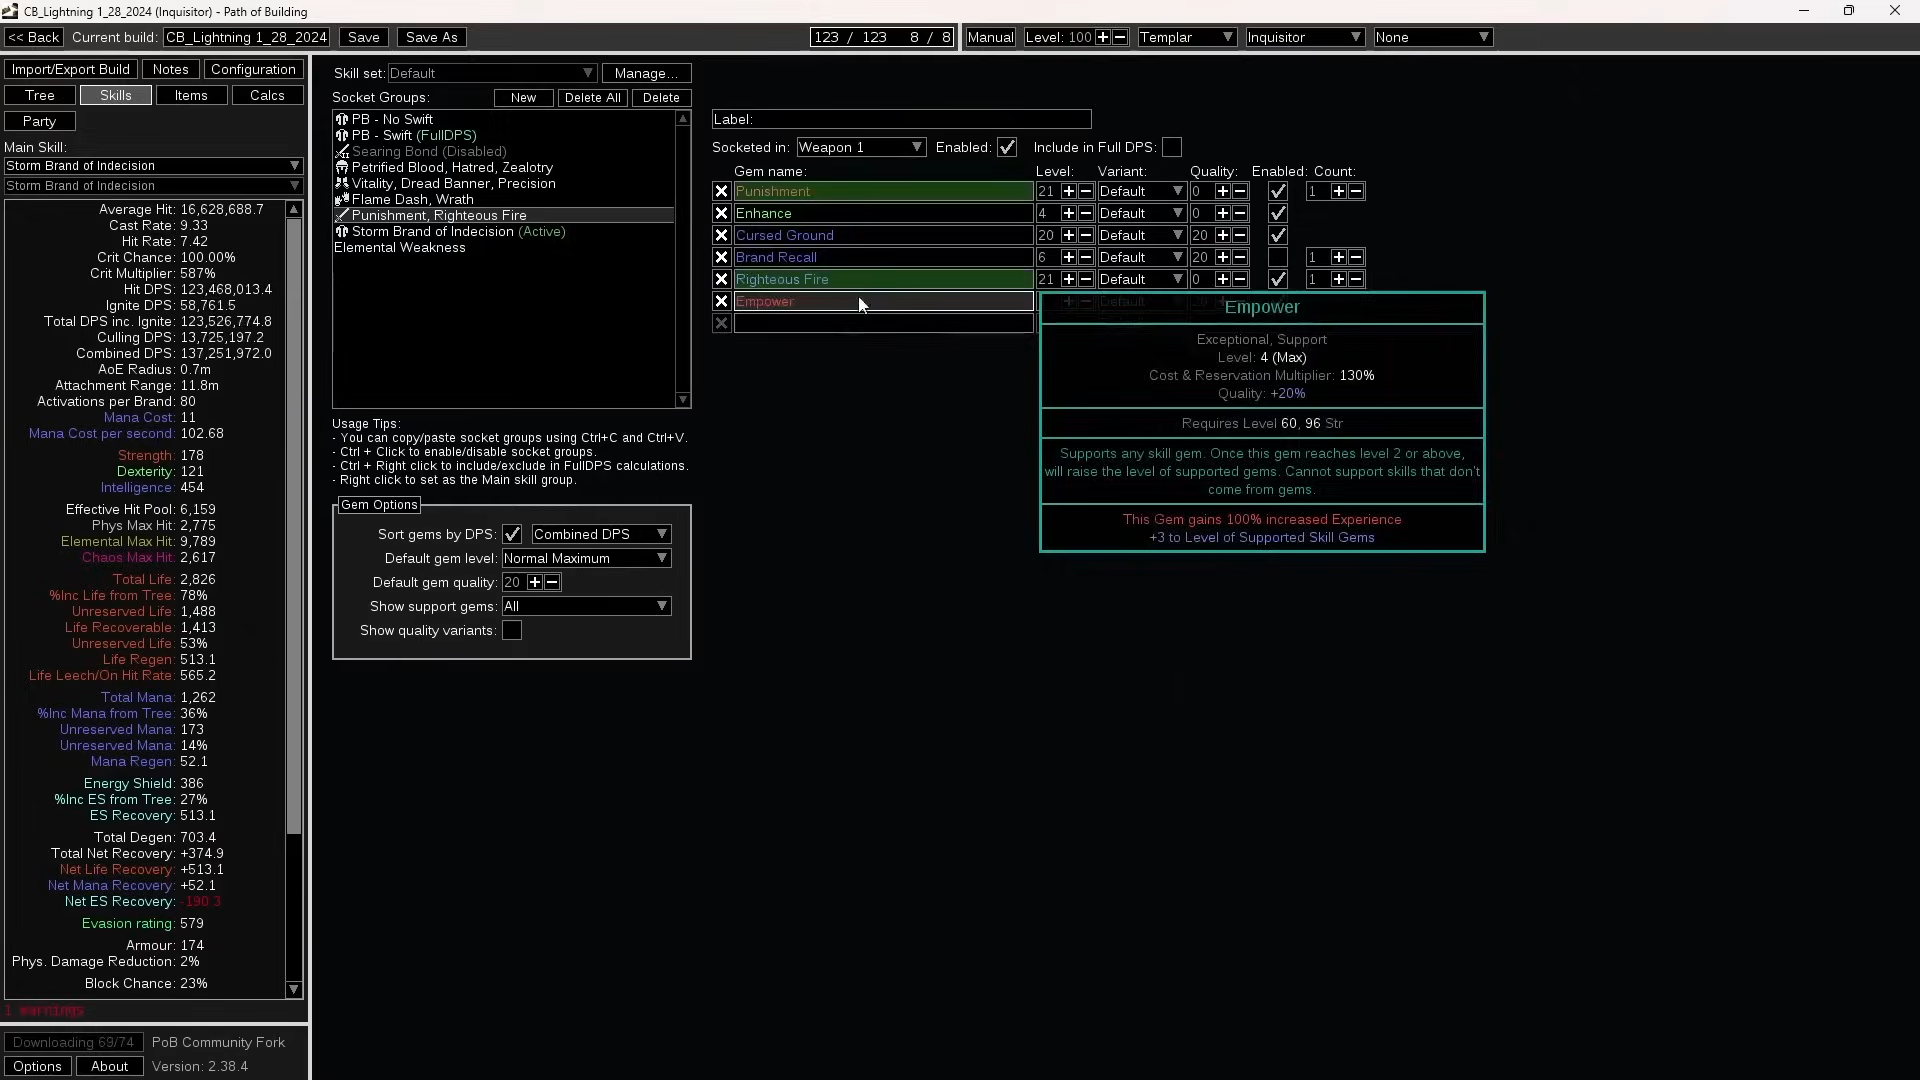 CB_Lightning 1_28_2024 (Inquisitor) - Path of Building
<< Back Current build: CB_Lightning 1_28_2024 Save Save As 123 / 123 8 / 8 Manual Level: 100 Templar Inquisitor None
Import/Export Build Notes Configuration
Tree Skills Items Calcs
Party
Main Skill:
Storm Brand of Indecision
Storm Brand of Indecision
Average Hit: 16,628,688.7
Cast Rate: 9.33
Hit Rate: 7.42
Crit Chance: 100.00%
Crit Multiplier: 587%
Hit DPS: 123,468,013.4
Ignite DPS: 58,761.5
Total DPS inc. Ignite: 123,526,774.8
Culling DPS: 13,725,197.2
Combined DPS: 137,251,972.0
AoE Radius: 0.7m
Attachment Range: 11.8m
Activations per Brand: 80
Mana Cost: 11
Mana Cost per second: 102.68
Strength: 178
Dexterity: 121
Intelligence: 454
Effective Hit Pool: 6,159
Phys Max Hit: 2,775
Elemental Max Hit: 9,789
Chaos Max Hit: 2,617
Total Life: 2,826
%Inc Life from Tree: 78%
Unreserved Life: 1,488
Life Recoverable: 1,413
Unreserved Life: 53%
Life Regen: 513.1
Life Leech/On Hit Rate: 565.2
Total Mana: 1,262
%Inc Mana from Tree: 36%
Unreserved Mana: 173
Unreserved Mana: 14%
Mana Regen: 52.1
Energy Shield: 386
%Inc ES from Tree: 27%
ES Recovery: 513.1
Total Degen: 703.4
Total Net Recovery: +374.9
Net Life Recovery: +513.1
Net Mana Recovery: +52.1
Net ES Recovery: -190.3
Evasion rating: 579
Armour: 174
Phys. Damage Reduction: 2%
Block Chance: 23%
1 warnings
Downloading 69/74 PoB Community Fork
Options About Version: 2.38.4
Skill set: Default Manage...
Socket Groups: New Delete All Delete
PB - No Swift
PB - Swift (FullDPS)
Searing Bond (Disabled)
Petrified Blood, Hatred, Zealotry
Vitality, Dread Banner, Precision
Flame Dash, Wrath
Punishment, Righteous Fire
Storm Brand of Indecision (Active)
Elemental Weakness
Usage Tips:
- You can copy/paste socket groups using Ctrl+C and Ctrl+V.
- Ctrl + Click to enable/disable socket groups.
- Ctrl + Right click to include/exclude in FullDPS calculations.
- Right click to set as the Main skill group.
Gem Options
Sort gems by DPS: Combined DPS
Default gem level: Normal Maximum
Default gem quality: 20
Show support gems: All
Show quality variants:
Label:
Socketed in: Weapon 1 Enabled: Include in Full DPS:
Gem name: Level: Variant: Quality: Enabled: Count:
Punishment 21 Default 0 1
Enhance 4 Default 0
Cursed Ground 20 Default 20
Brand Recall 6 Default 20 1
Righteous Fire 21 Default 0 1
Empower Default
Empower
Exceptional, Support
Level: 4 (Max)
Cost & Reservation Multiplier: 130%
Quality: +20%
Requires Level 60, 96 Str
Supports any skill gem. Once this gem reaches level 2 or above,
will raise the level of supported gems. Cannot support skills that don't
come from gems.
This Gem gains 100% increased Experience
+3 to Level of Supported Skill Gems